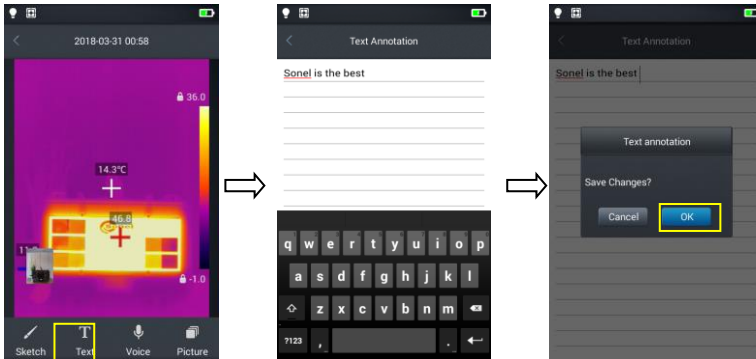 2018-03-31 00:58
36.0
14.3°C
46.8
-1.0
Sketch
Text
Voice
Picture
Text Annotation
Sonel is the best
q w e r t y u i o p
a s d f g h j k l
z x c v b n m
?123 , .
Text Annotation
Sonel is the best
Text annotation
Save Changes?
Cancel
OK